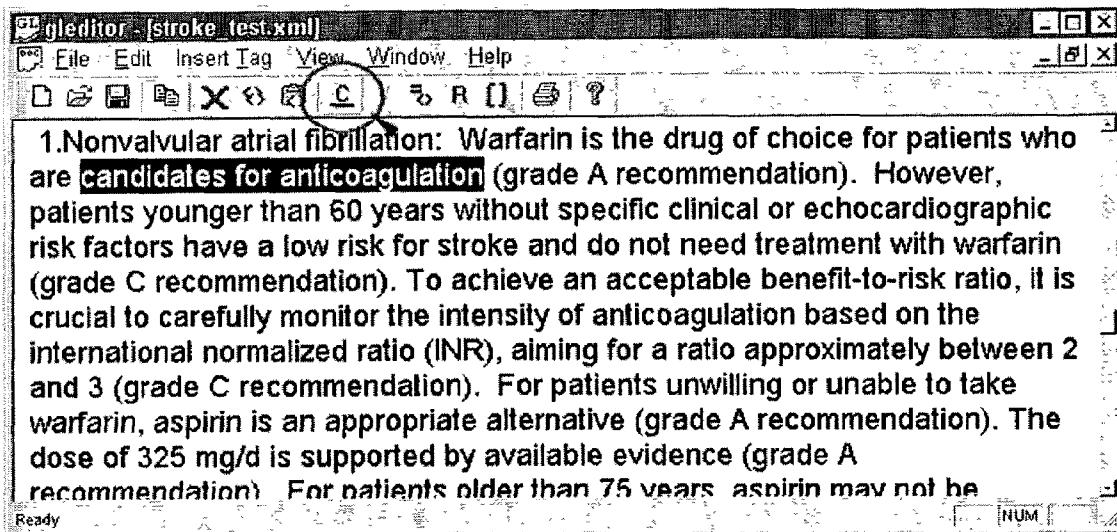 gleditor - [stroke_test.xml]
File Edit Insert Tag View Window Help
C R []
1.Nonvalvular atrial fibrillation: Warfarin is the drug of choice for patients who
are candidates for anticoagulation (grade A recommendation). However,
patients younger than 60 years without specific clinical or echocardiographic
risk factors have a low risk for stroke and do not need treatment with warfarin
(grade C recommendation). To achieve an acceptable benefit-to-risk ratio, it is
crucial to carefully monitor the intensity of anticoagulation based on the
international normalized ratio (INR), aiming for a ratio approximately between 2
and 3 (grade C recommendation). For patients unwilling or unable to take
warfarin, aspirin is an appropriate alternative (grade A recommendation). The
dose of 325 mg/d is supported by available evidence (grade A
recommendation). For patients older than 75 years, aspirin may not be
Ready NUM